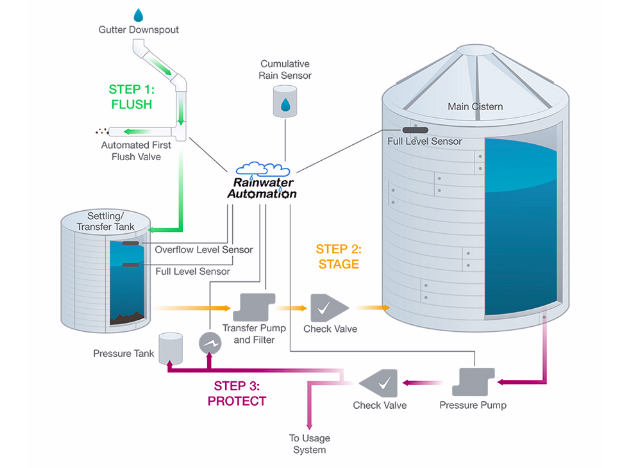 Gutter Downspout
STEP 1:
FLUSH
Automated First
Flush Valve
Cumulative
Rain Sensor
Main Cistern
Full Level Sensor
Rainwater
Automation
Settling/
Transfer Tank
Overflow Level Sensor
Full Level Sensor
STEP 2:
STAGE
Transfer Pump
and Filter
Check Valve
Pressure Tank
STEP 3:
PROTECT
Check Valve
Pressure Pump
To Usage
System